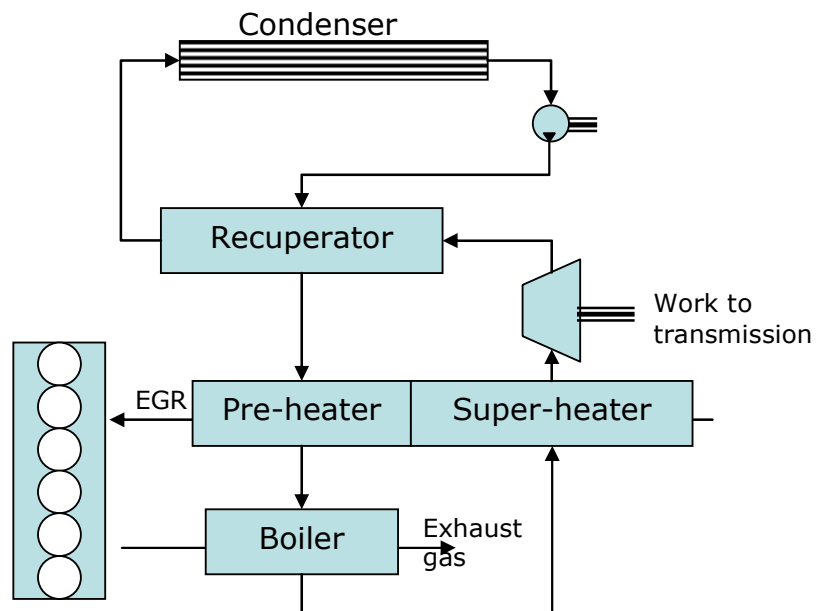 Condenser
Recuperator
Work to
transmission
EGR
Pre-heater
Super-heater
Boiler
Exhaust
gas